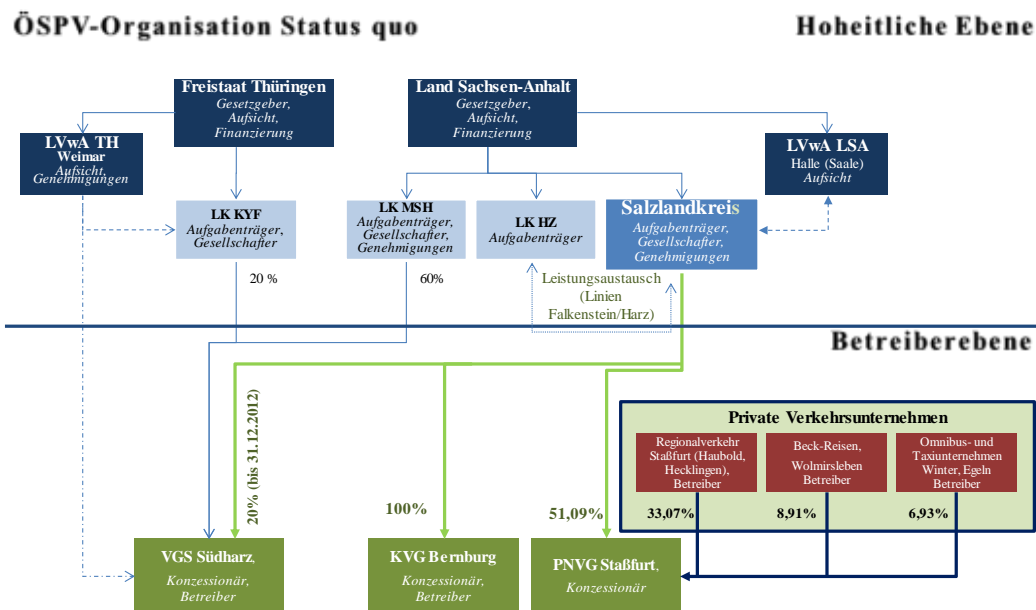 ÖSPV-Organisation Status quo
Hoheitliche Ebene
Freistaat Thüringen
Gesetzgeber,
Aufsicht,
Finanzierung
Land Sachsen-Anhalt
Gesetzgeber,
Aufsicht,
Finanzierung
LVwA TH
Weimar
Aufsicht,
Genehmigungen
LVwA LSA
Halle (Saale)
Aufsicht
LK KYF
Aufgabenträger,
Gesellschafter
LK MSH
Aufgabenträger,
Gesellschafter,
Genehmigungen
LK HZ
Aufgabenträger
Salzlandkreis
Aufgabenträger,
Gesellschafter,
Genehmigungen
20 %
60%
Leistungsaustausch
(Linien
Falkenstein/Harz)
Betreiberebene
20% (bis 31.12.2012)
100%
51,09%
Private Verkehrsunternehmen
Regionalverkehr
Staßfurt (Haubold,
Hecklingen),
Betreiber
Beck-Reisen,
Wolmirsleben
Betreiber
Omnibus- und
Taxiunternehmen
Winter, Egeln
Betreiber
33,07%
8,91%
6,93%
VGS Südharz,
Konzessionär,
Betreiber
KVG Bernburg
Konzessionär,
Betreiber
PNVG Staßfurt,
Konzessionär